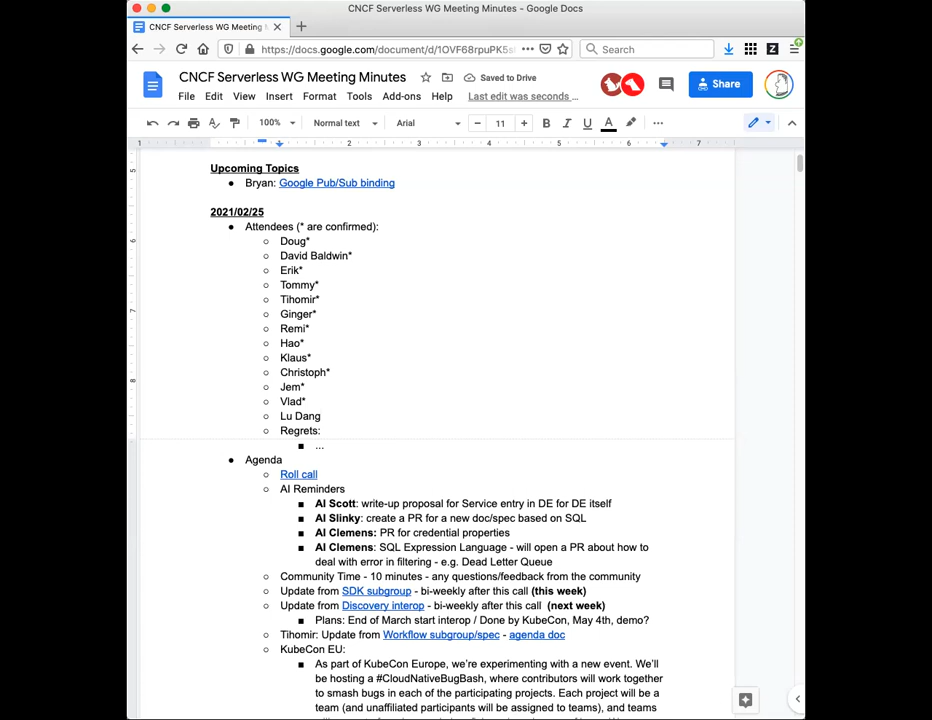 CNCF Serverless WG Meeting Minutes - Google Docs
CNCF Serverless WG Meeting
https://docs.google.com/document/d/1OVF68rpuPK5s
Search
CNCF Serverless WG Meeting Minutes
Saved to Drive
Share
File Edit View Insert Format Tools Add-ons Help Last edit was seconds ...
100% Normal text Arial 11 B I U A
1 1 2 3 4 5 6 7
Upcoming Topics
● Bryan: Google Pub/Sub binding
2021/02/25
● Attendees (* are confirmed):
○ Doug*
○ David Baldwin*
○ Erik*
○ Tommy*
○ Tihomir*
○ Ginger*
○ Remi*
○ Hao*
○ Klaus*
○ Christoph*
○ Jem*
○ Vlad*
○ Lu Dang
○ Regrets:
■ ...
● Agenda
○ Roll call
○ AI Reminders
■ AI Scott: write-up proposal for Service entry in DE for DE itself
■ AI Slinky: create a PR for a new doc/spec based on SQL
■ AI Clemens: PR for credential properties
■ AI Clemens: SQL Expression Language - will open a PR about how to
deal with error in filtering - e.g. Dead Letter Queue
○ Community Time - 10 minutes - any questions/feedback from the community
○ Update from SDK subgroup - bi-weekly after this call (this week)
○ Update from Discovery interop - bi-weekly after this call (next week)
■ Plans: End of March start interop / Done by KubeCon, May 4th, demo?
○ Tihomir: Update from Workflow subgroup/spec - agenda doc
○ KubeCon EU:
■ As part of KubeCon Europe, we're experimenting with a new event. We'll
be hosting a #CloudNativeBugBash, where contributors will work together
to smash bugs in each of the participating projects. Each project will be a
team (and unaffiliated participants will be assigned to teams), and teams